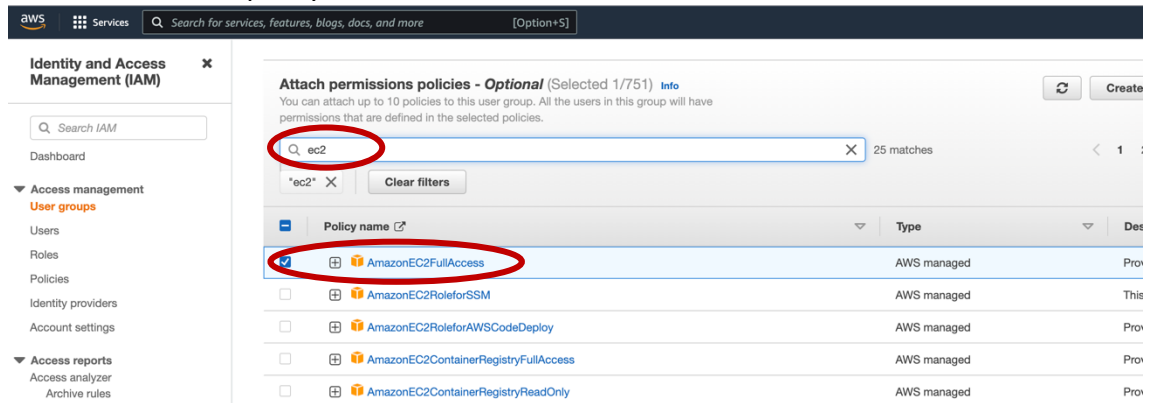 aws Services Search for services, features, blogs, docs, and more [Option+S]
Identity and Access Management (IAM)
Search IAM
Dashboard
Access management
User groups
Users
Roles
Policies
Identity providers
Account settings
Access reports
Access analyzer
Archive rules
Attach permissions policies - Optional (Selected 1/751) Info
You can attach up to 10 policies to this user group. All the users in this group will have
permissions that are defined in the selected policies.
Create
ec2
25 matches
1
"ec2"
Clear filters
Policy name Type Des
AmazonEC2FullAccess AWS managed Prov
AmazonEC2RoleforSSM AWS managed This
AmazonEC2RoleforAWSCodeDeploy AWS managed Prov
AmazonEC2ContainerRegistryFullAccess AWS managed Prov
AmazonEC2ContainerRegistryReadOnly AWS managed Prov